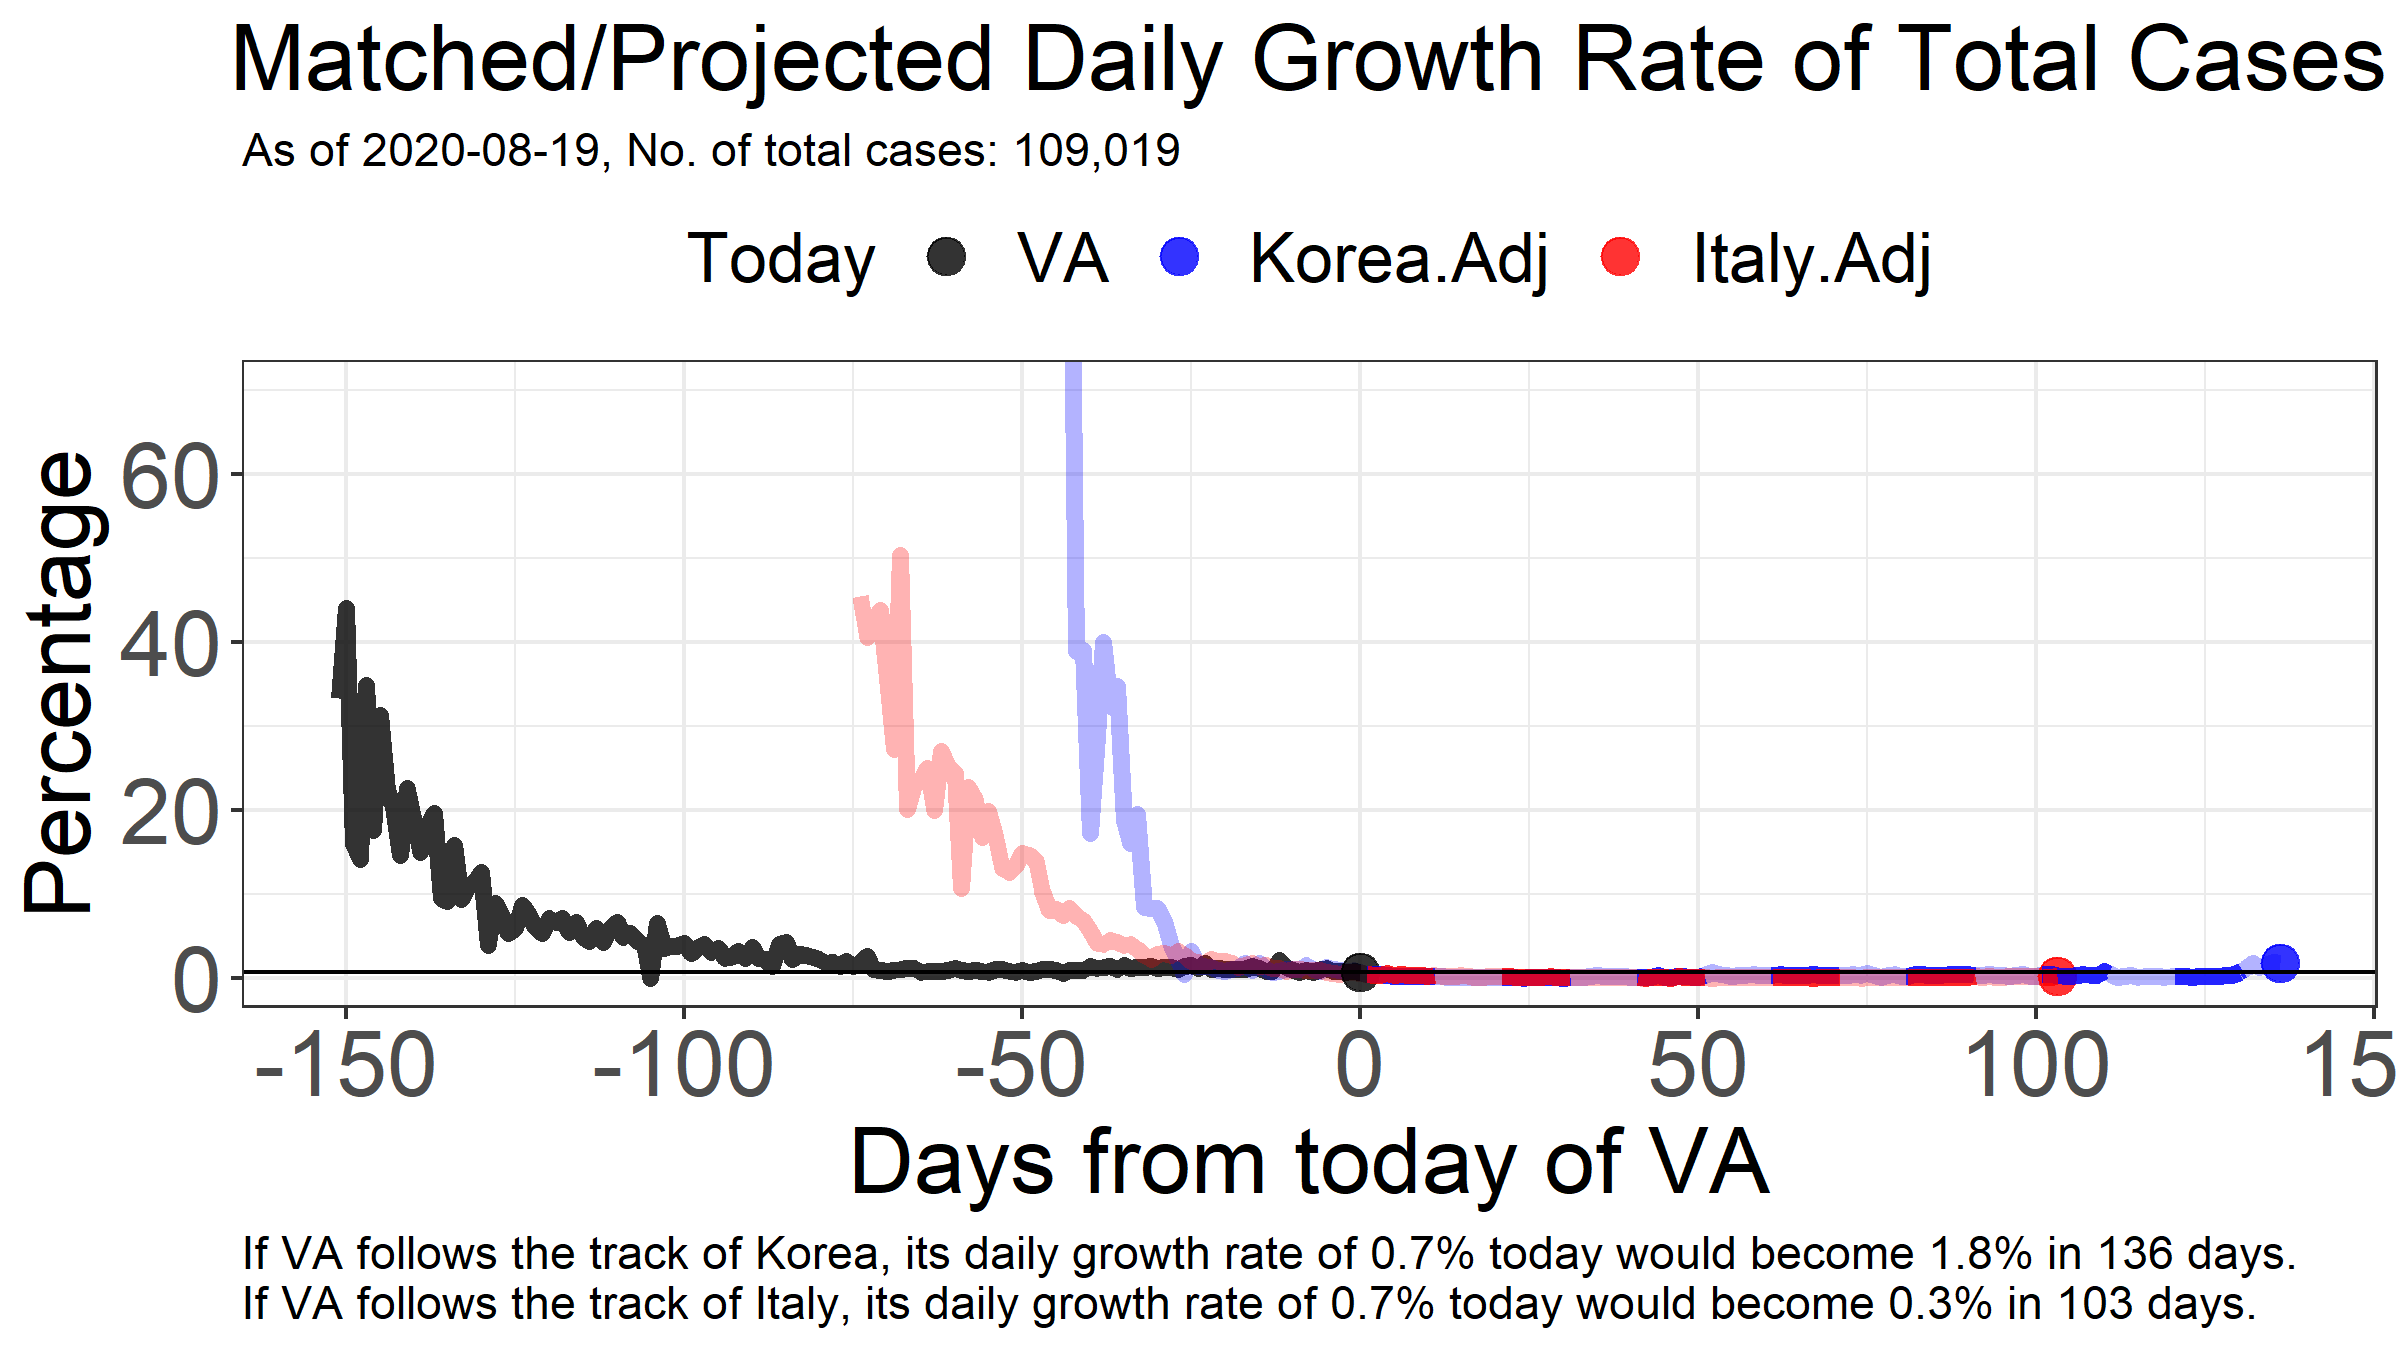 Matched/Projected Daily Growth Rate of Total Cases
As of 2020-08-19, No. of total cases: 109,019
Today VA Korea.Adj Italy.Adj
Percentage
60
40
20
0
-150 -100 -50 0 50 100 15
Days from today of VA
If VA follows the track of Korea, its daily growth rate of 0.7% today would become 1.8% in 136 days.
If VA follows the track of Italy, its daily growth rate of 0.7% today would become 0.3% in 103 days.